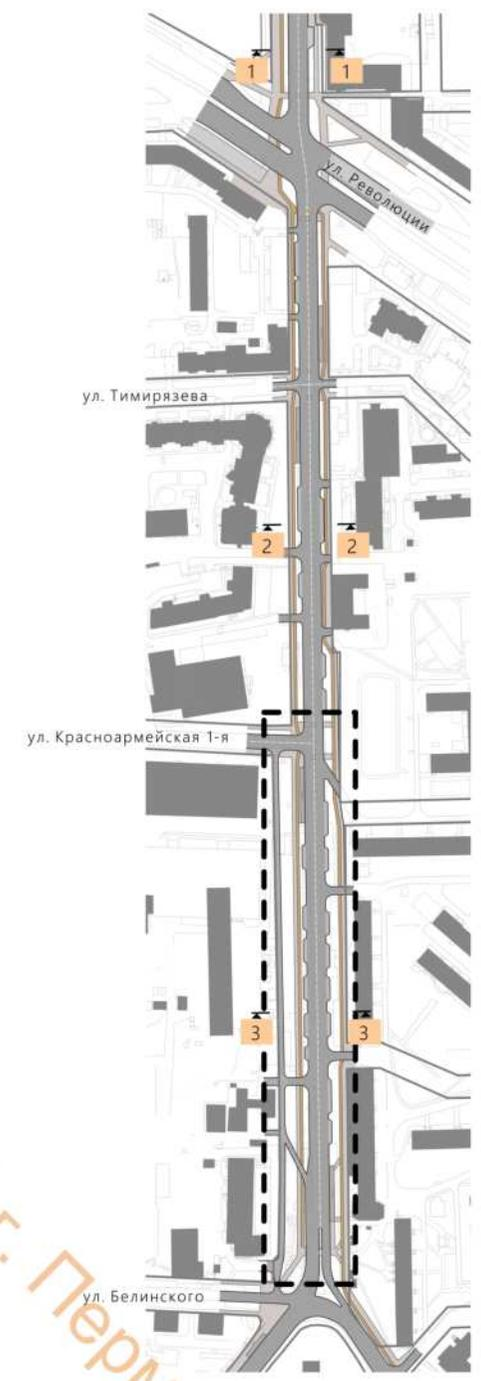 1 1
ул. Революции
ул. Тимирязева
2 2
ул. Красноармейская 1-я
3 3
ул. Белинского
г. Перм